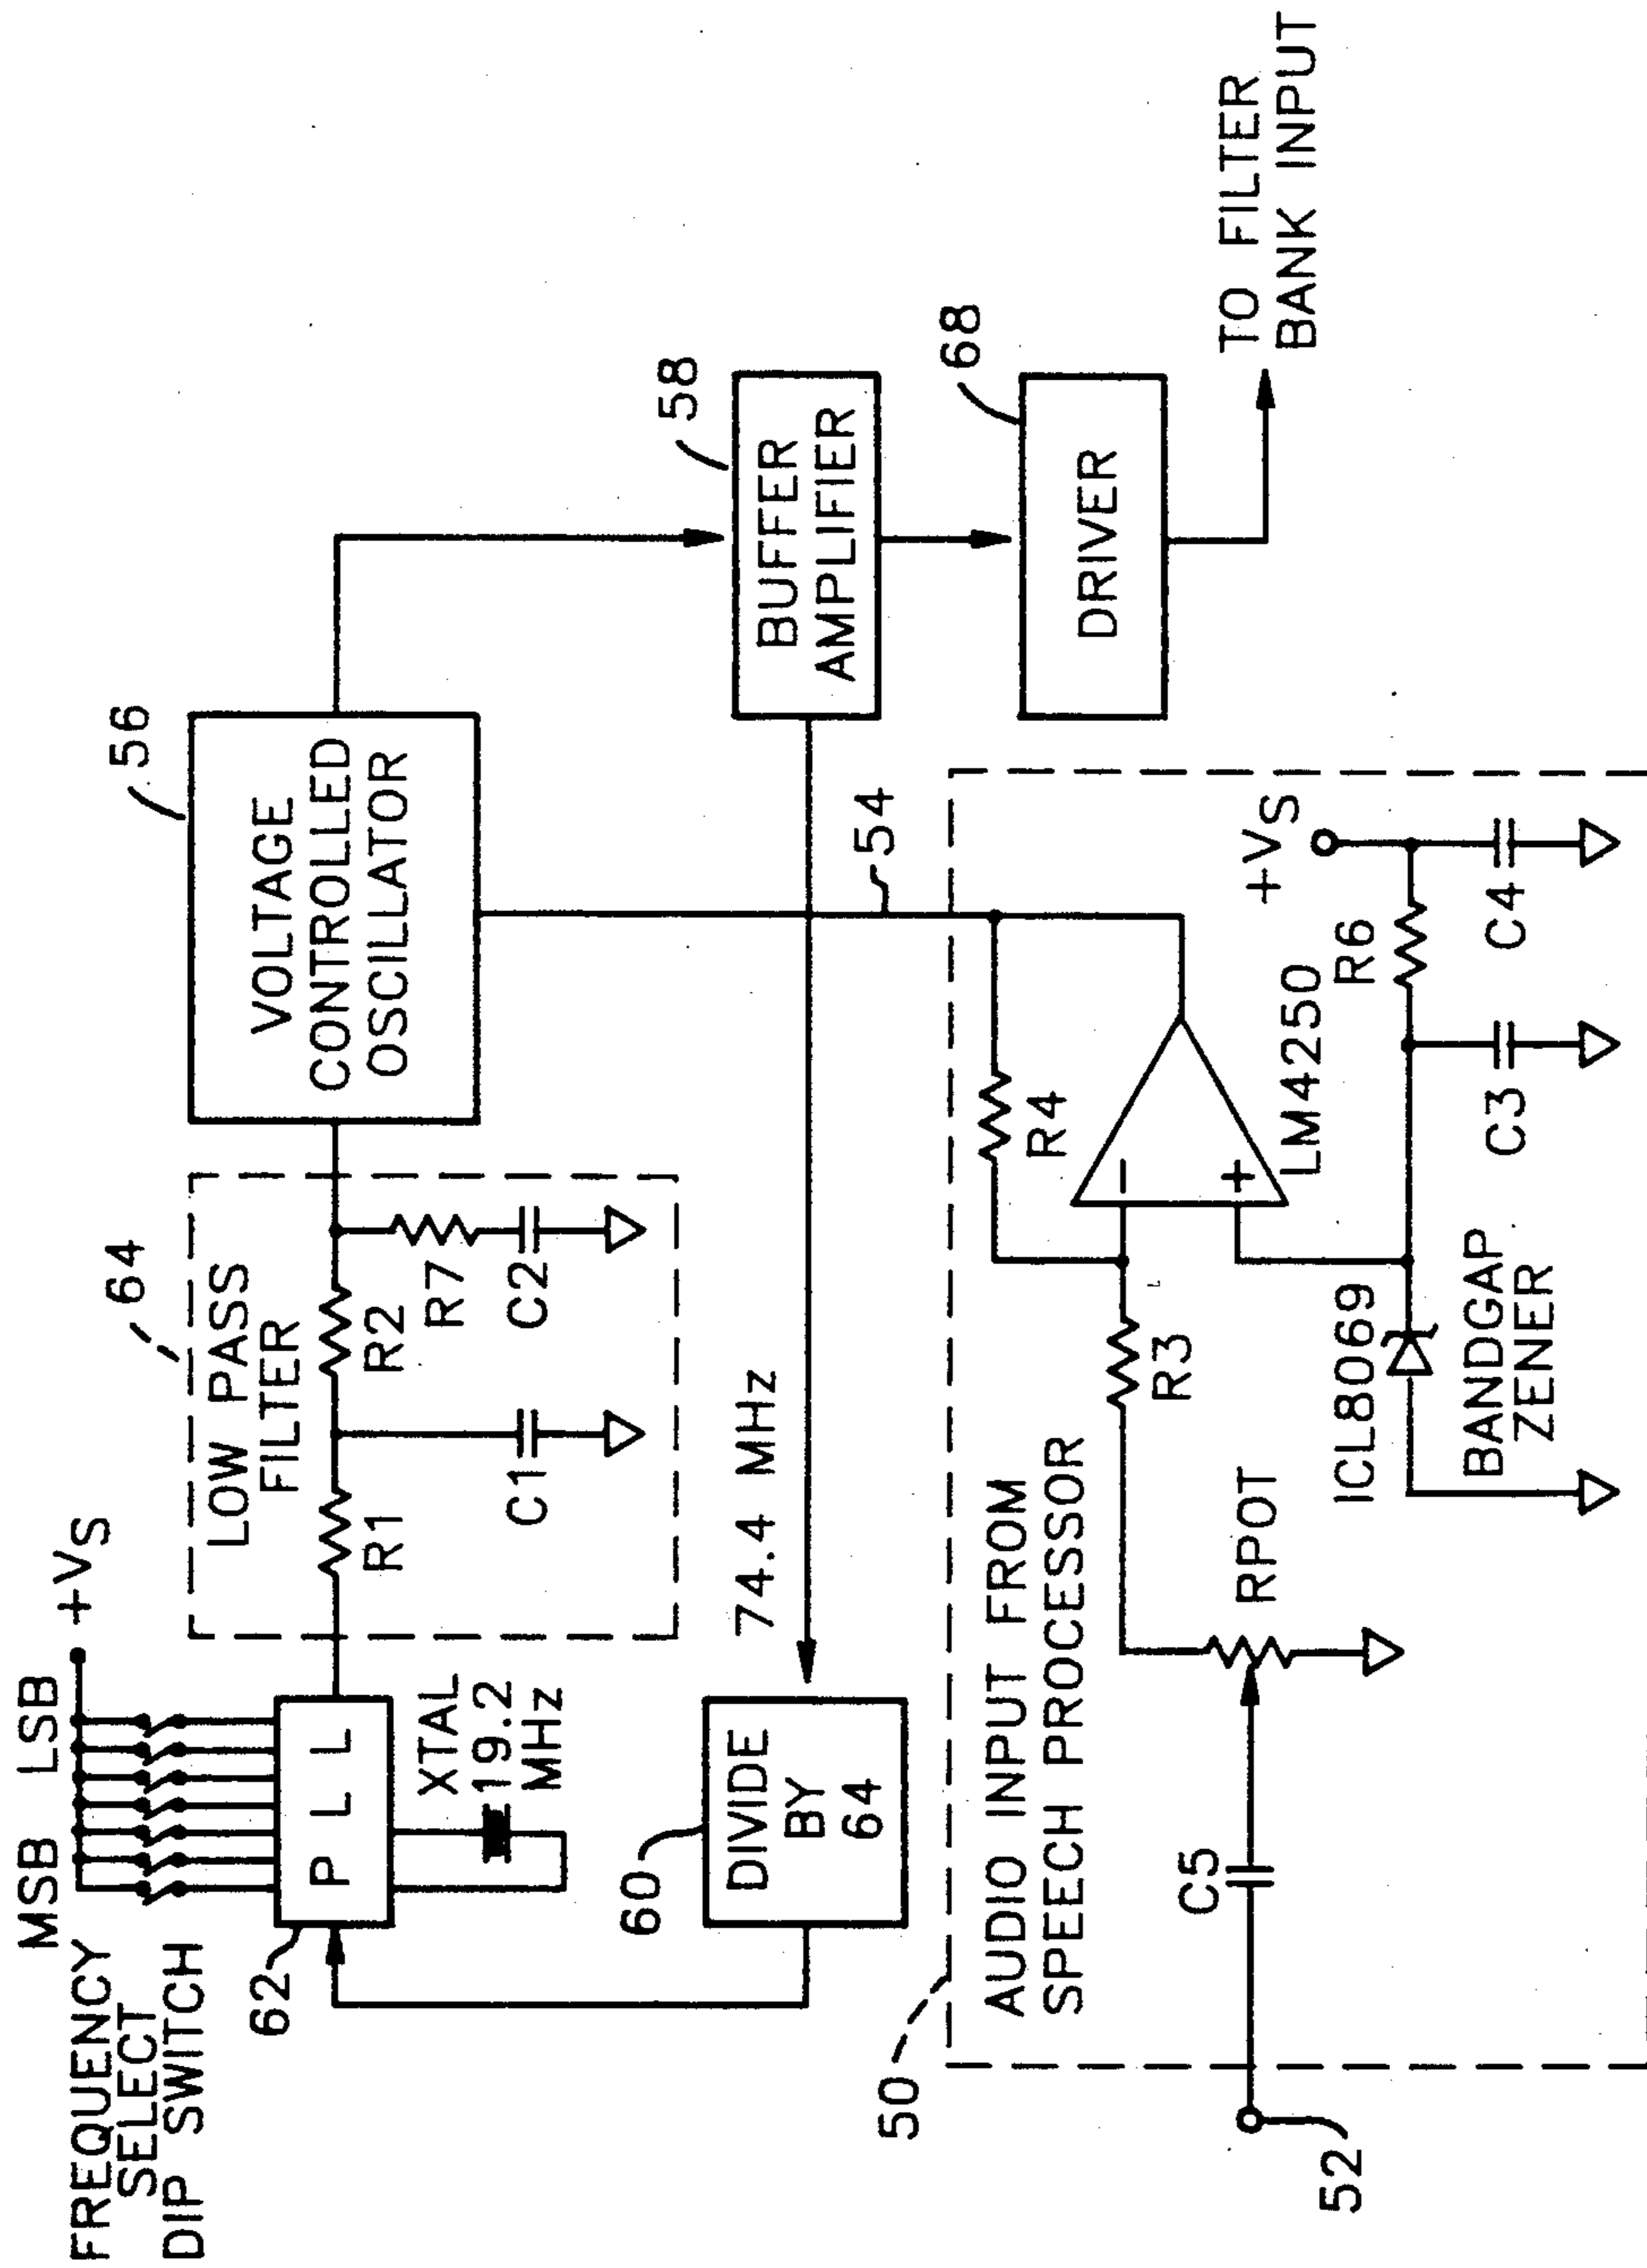 FREQUENCY
SELECT
DIP SWITCH
MSB LSB
+VS
62
P L L
XTAL
19.2
MHz
64
LOW PASS
FILTER
R1
R2
R7
C1
C2
56
VOLTAGE
CONTROLLED
OSCILLATOR
60
DIVIDE
BY
64
74.4 MHz
58
BUFFER
AMPLIFIER
54
68
DRIVER
TO FILTER
BANK INPUT
50
AUDIO INPUT FROM
SPEECH PROCESSOR
52
C5
RPOT
R3
R4
−
+
LM4250
ICL8069
BANDGAP
ZENER
+VS
R6
C3
C4